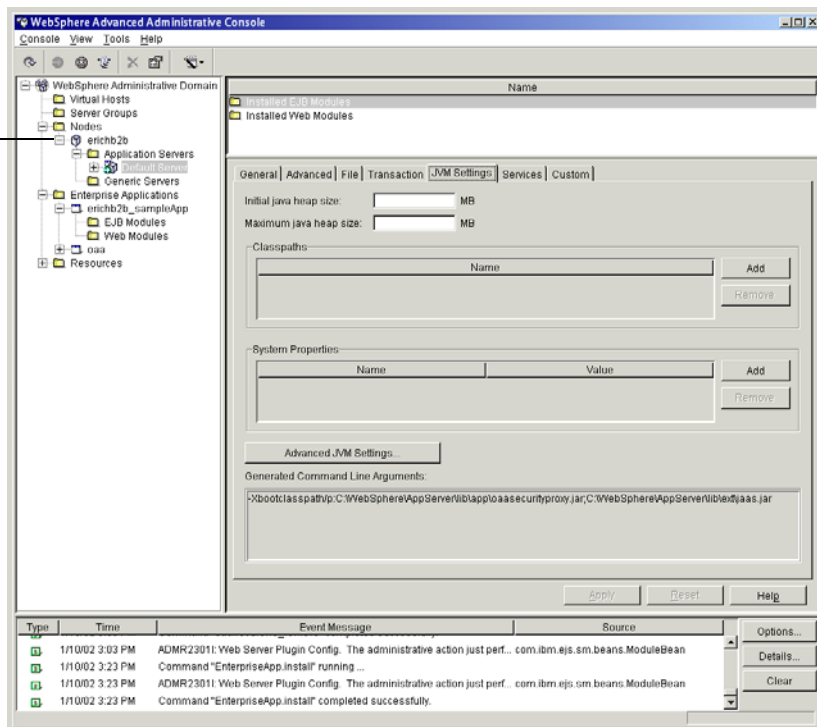 WebSphere Advanced Administrative Console
Console View Tools Help
WebSphere Administrative Domain
Virtual Hosts
Server Groups
Nodes
erichb2b
Application Servers
Default Server
Generic Servers
Enterprise Applications
erichb2b_sampleApp
EJB Modules
Web Modules
oaa
Resources
Name
Installed EJB Modules
Installed Web Modules
General Advanced File Transaction JVM Settings Services Custom
Initial java heap size: MB
Maximum java heap size: MB
Classpaths
Name
Add
Remove
System Properties
Name Value
Add
Remove
Advanced JVM Settings...
Generated Command Line Arguments:
-Xbootclasspath/p:C:\WebSphere\AppServer\lib\app\oaasecurityproxy.jar;C:\WebSphere\AppServer\lib\ext\jaas.jar
Apply Reset Help
Type Time Event Message Source
1/10/02 3:03 PM ADMR2301I: Web Server Plugin Config. The administrative action just perf... com.ibm.ejs.sm.beans.ModuleBean
1/10/02 3:23 PM Command "EnterpriseApp.install" running ...
1/10/02 3:23 PM ADMR2301I: Web Server Plugin Config. The administrative action just perf... com.ibm.ejs.sm.beans.ModuleBean
1/10/02 3:23 PM Command "EnterpriseApp.install" completed successfully.
Options...
Details...
Clear